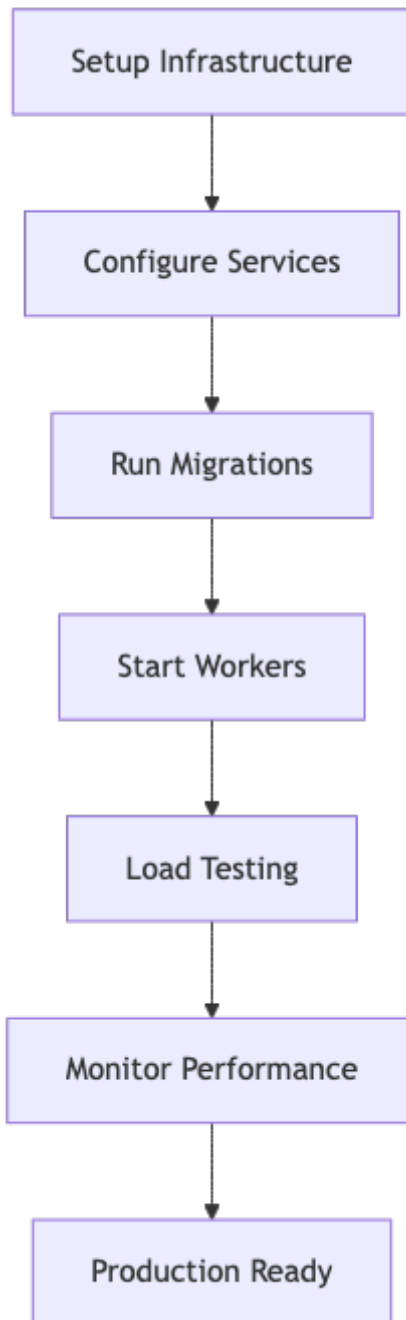 Setup Infrastructure
Configure Services
Run Migrations
Start Workers
Load Testing
Monitor Performance
Production Ready